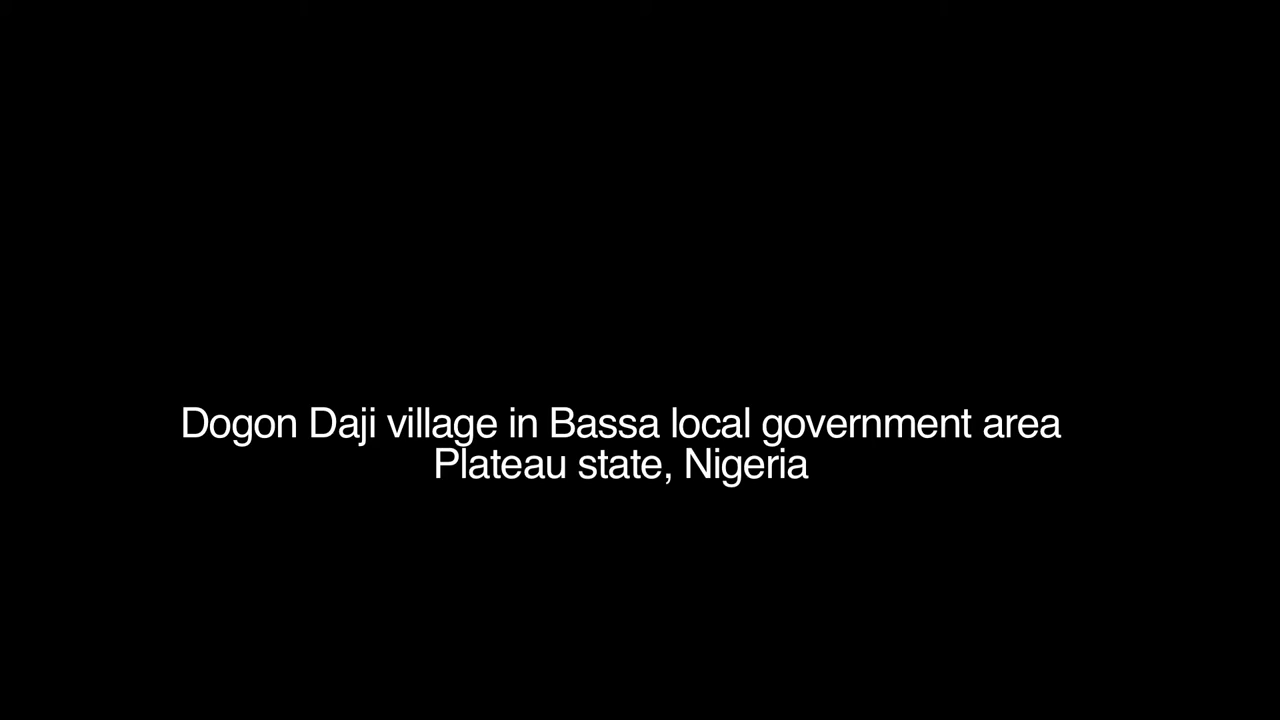 Dogon Daji village in Bassa local government area
Plateau state, Nigeria